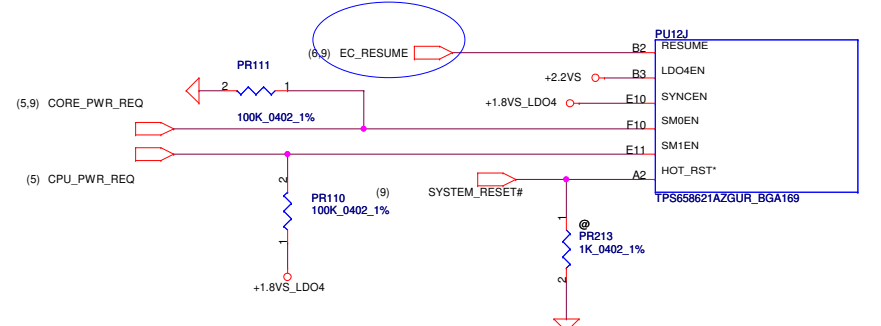 PU12J
(6,9) EC_RESUME
B2 RESUME
PR111
+2.2VS
B3 LDO4EN
2 1
(5,9) CORE_PWR_REQ
+1.8VS_LDO4
E10 SYNCEN
100K_0402_1%
F10 SM0EN
E11 SM1EN
(5) CPU_PWR_REQ
A2 HOT_RST*
2
PR110
100K_0402_1%
1
+1.8VS_LDO4
(9)
SYSTEM_RESET#
TPS658621AZGUR_BGA169
1
@
PR213
1K_0402_1%
2